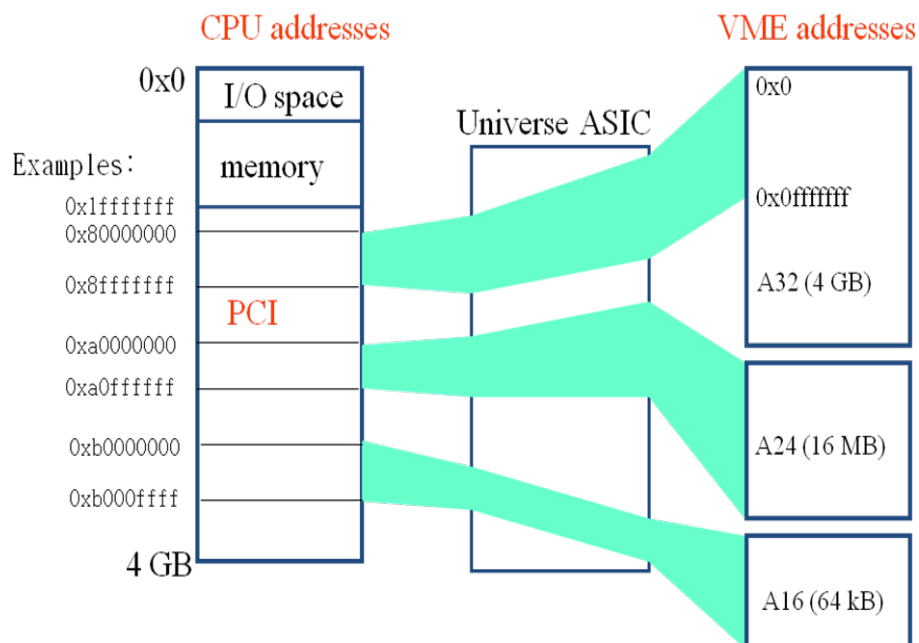 CPU addresses
VME addresses
0x0
I/O space
0x0
Universe ASIC
Examples:
memory
0x1fffffff
0x0fffffff
0x80000000
0x8fffffff
A32 (4 GB)
PCI
0xa0000000
0xa0ffffff
0xb0000000
A24 (16 MB)
0xb000ffff
4 GB
A16 (64 kB)